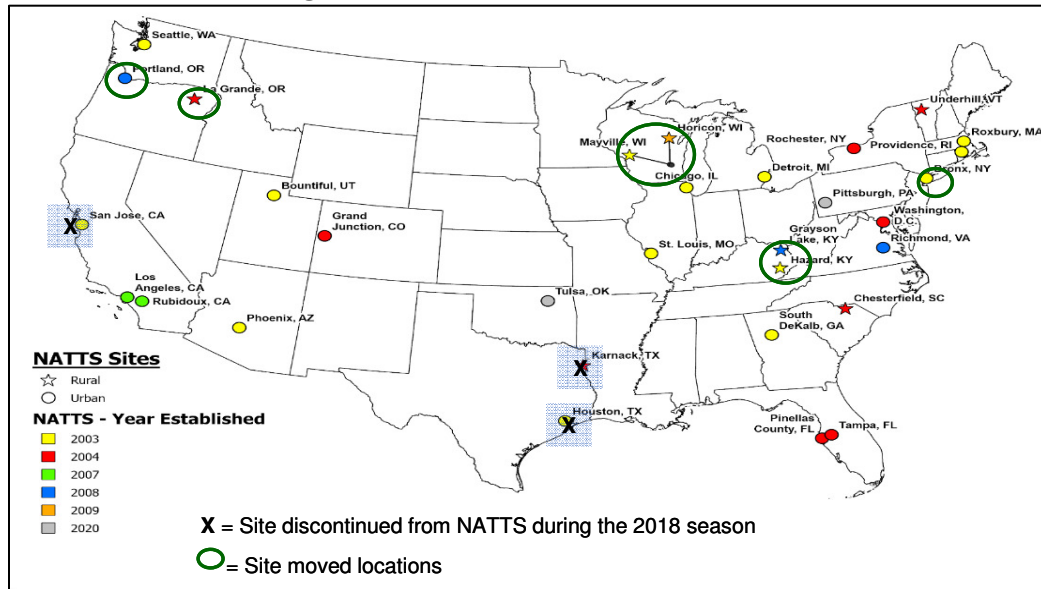 Seattle, WA
Portland, OR
La Grande, OR
Mayville, WI
Horicon, WI
Underhill, VT
Rochester, NY
Roxbury, MA
Providence, RI
Bronx, NY
Detroit, MI
Chicago, IL
Pittsburgh, PA
Bountiful, UT
San Jose, CA
Grand
Junction, CO
Washington,
D.C.
Richmond, VA
Grayson
Lake, KY
Hazard, KY
St. Louis, MO
Los
Angeles, CA
Rubidoux, CA
Tulsa, OK
Chesterfield, SC
Phoenix, AZ
South
DeKalb, GA
X
Karnack, TX
X
Houston, TX
X
Pinellas
County, FL
Tampa, FL
NATTS Sites
Rural
Urban
NATTS - Year Established
2003
2004
2007
2008
2009
2020
X = Site discontinued from NATTS during the 2018 season
= Site moved locations